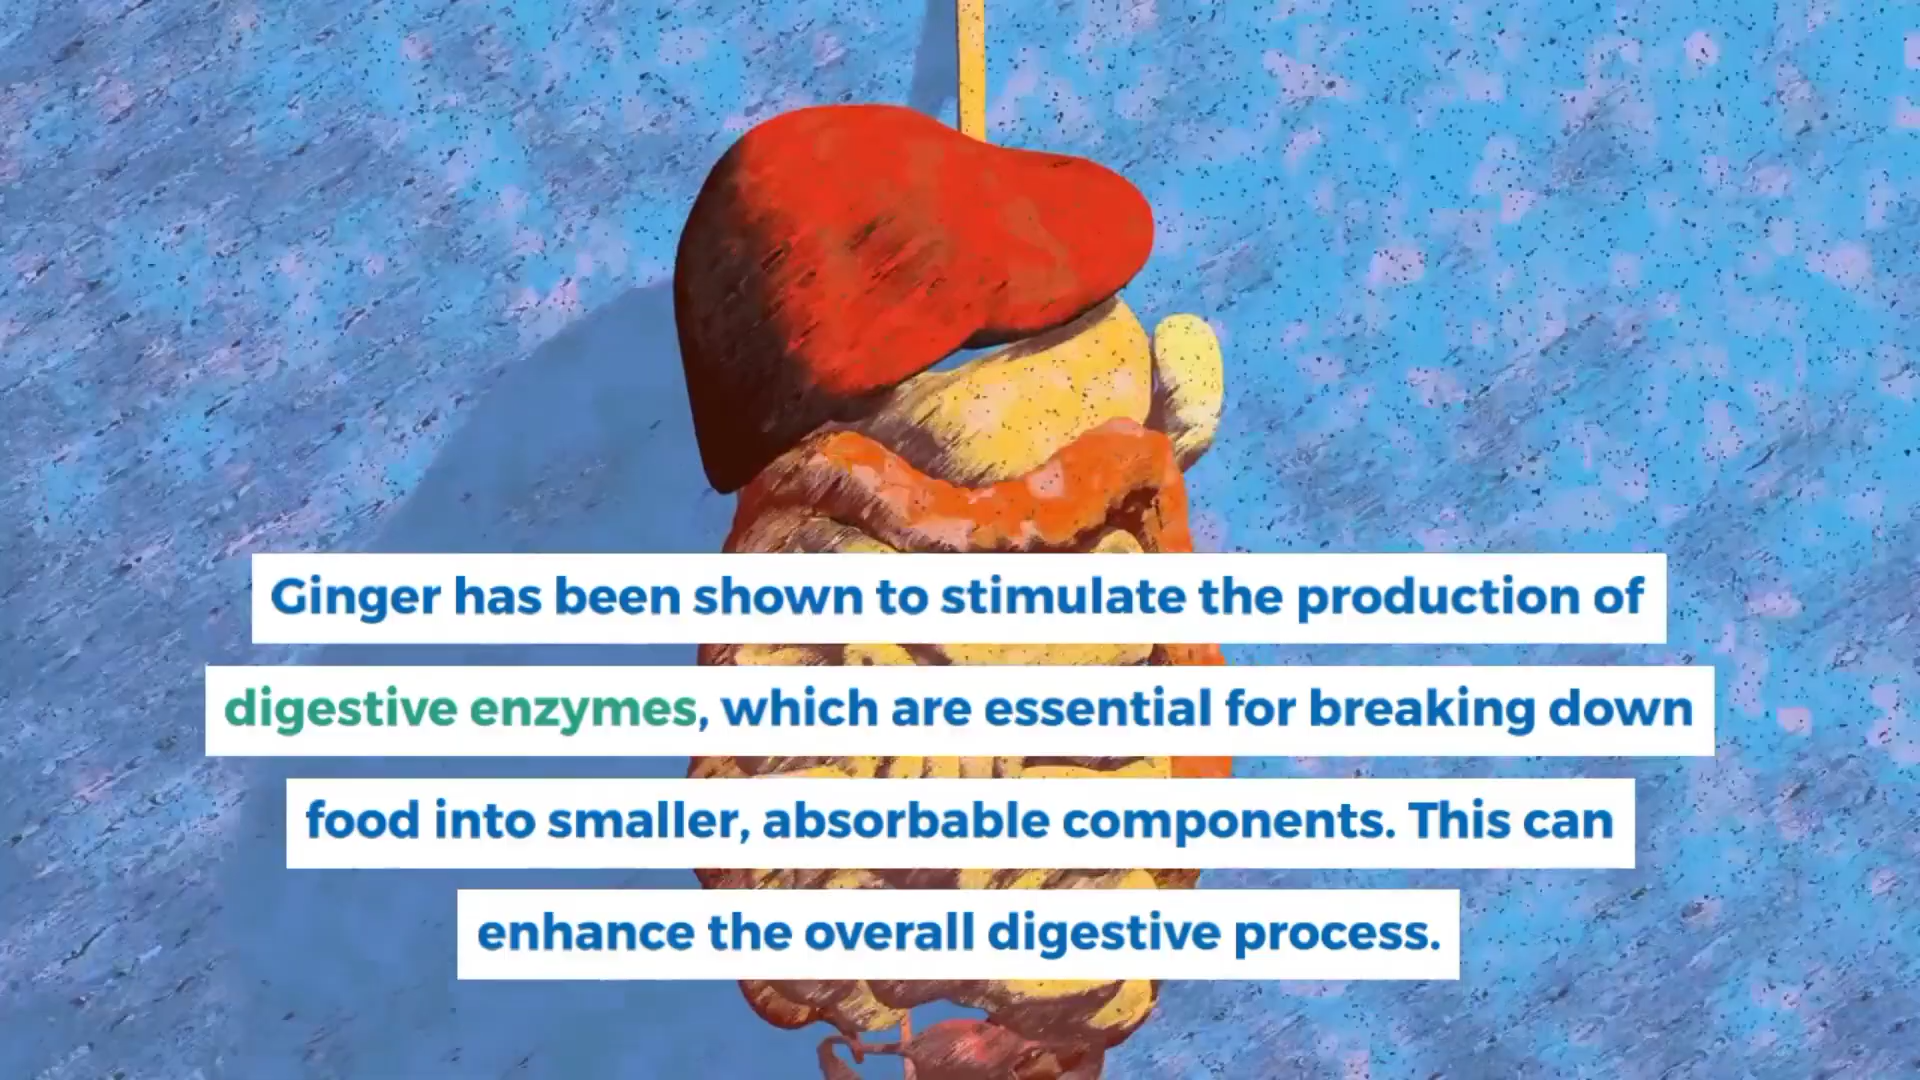 Ginger has been shown to stimulate the production of
digestive enzymes, which are essential for breaking down
food into smaller, absorbable components. This can
enhance the overall digestive process.